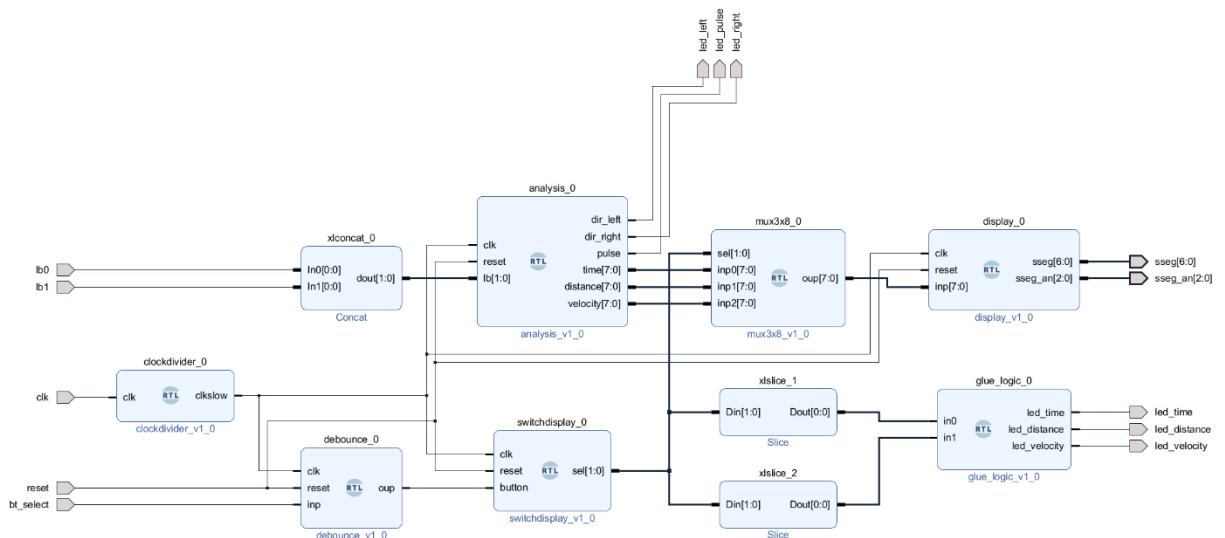 led_left
led_pulse
led_right
analysis_0
dir_left
dir_right
clk
pulse
reset
RTL
time[7:0]
lb[1:0]
distance[7:0]
velocity[7:0]
analysis_v1_0
xlconcat_0
lb0
lb1
In0[0:0]
In1[0:0]
dout[1:0]
Concat
mux3x8_0
sel[1:0]
inp0[7:0]
RTL
oup[7:0]
inp1[7:0]
inp2[7:0]
mux3x8_v1_0
display_0
clk
reset
RTL
inp[7:0]
sseg[6:0]
sseg_an[2:0]
display_v1_0
sseg[6:0]
sseg_an[2:0]
clockdivider_0
clk
clk
RTL
clkslow
clockdivider_v1_0
debounce_0
reset
bt_select
clk
reset
RTL
oup
inp
debounce_v1_0
switchdisplay_0
clk
reset
RTL
sel[1:0]
button
switchdisplay_v1_0
xlslice_1
Din[1:0]
Dout[0:0]
Slice
xlslice_2
Din[1:0]
Dout[0:0]
Slice
glue_logic_0
in0
in1
RTL
led_time
led_distance
led_velocity
glue_logic_v1_0
led_time
led_distance
led_velocity